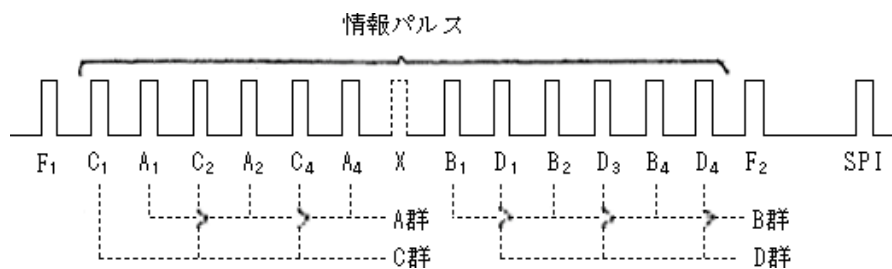 情報パルス
F₁ C₁ A₁ C₂ A₂ C₄ A₄ X B₁ D₁ B₂ D₃ B₄ D₄ F₂ SPI
A群 B群
C群 D群